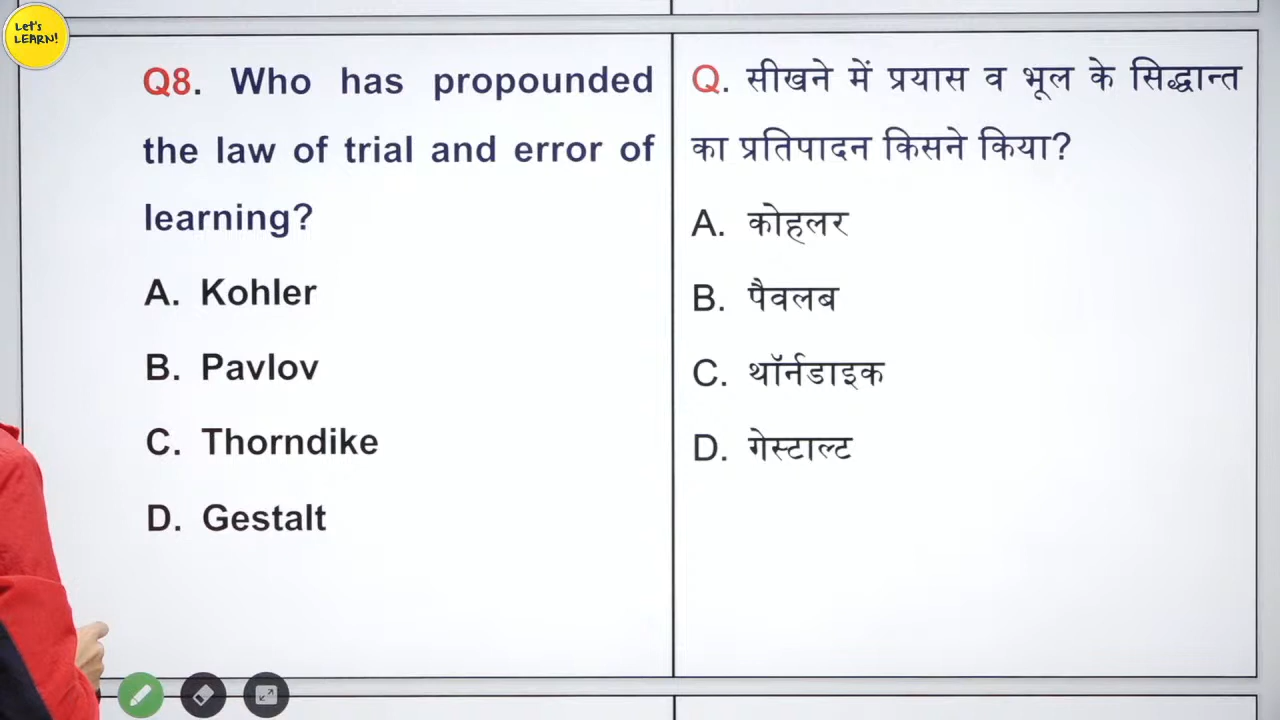 Let's
LEARN!
Q8. Who has propounded
the law of trial and error of
learning?
A. Kohler
B. Pavlov
C. Thorndike
D. Gestalt
Q. सीखने में प्रयास व भूल के सिद्धान्त
का प्रतिपादन किसने किया?
A. कोहलर
B. पैवलब
C. थॉर्नडाइक
D. गेस्टाल्ट